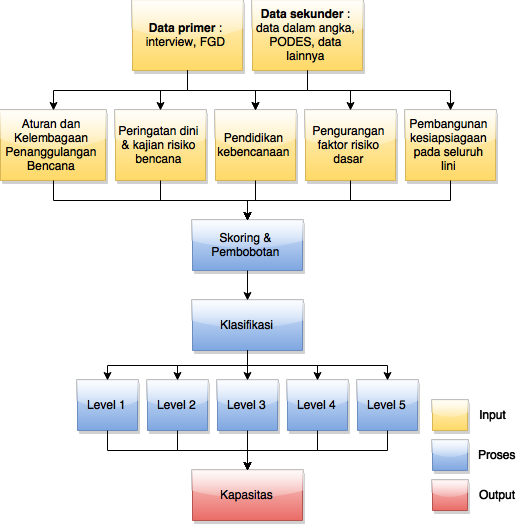 Data primer :
interview, FGD
Data sekunder :
data dalam angka,
PODES, data
lainnya
Aturan dan
Kelembagaan
Penanggulangan
Bencana
Peringatan dini
& kajian risiko
bencana
Pendidikan
kebencanaan
Pengurangan
faktor risiko
dasar
Pembangunan
kesiapsiagaan
pada seluruh
lini
Skoring &
Pembobotan
Klasifikasi
Level 1
Level 2
Level 3
Level 4
Level 5
Input
Proses
Kapasitas
Output